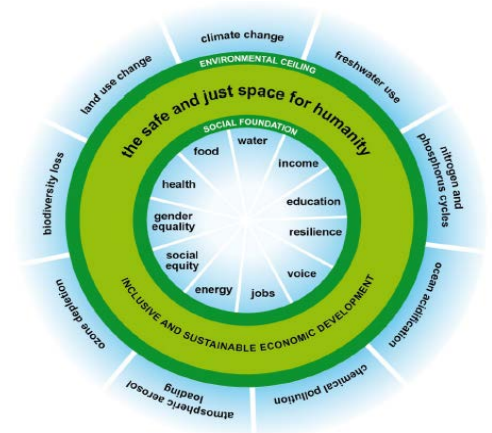 climate change
freshwater use
nitrogen and
phosphorus cycles
ocean acidification
chemical pollution
atmospheric aerosol
loading
ozone depletion
biodiversity loss
land use change
ENVIRONMENTAL CEILING
the safe and just space for humanity
SOCIAL FOUNDATION
water
income
education
resilience
voice
jobs
energy
social
equity
gender
equality
health
food
INCLUSIVE AND SUSTAINABLE ECONOMIC DEVELOPMENT